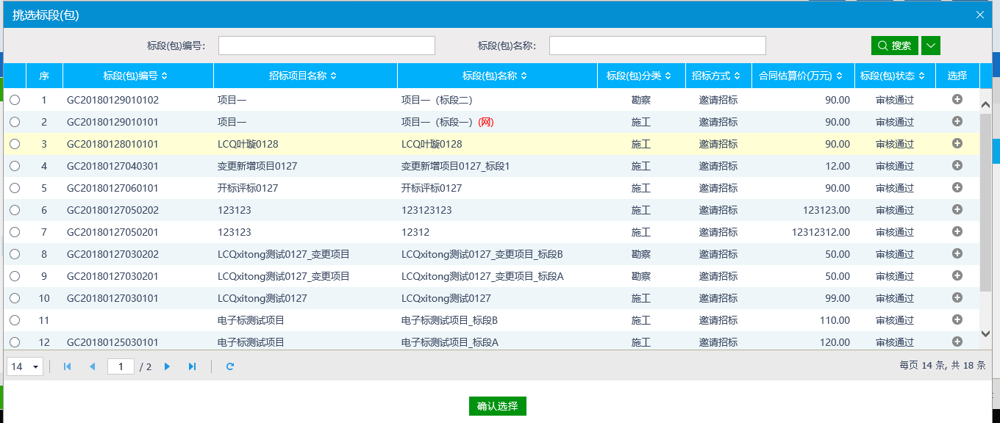 挑选标段(包)
标段(包)编号: 标段(包)名称: 搜索
序 标段(包)编号 招标项目名称 标段(包)名称 标段(包)分类 招标方式 合同估算价(万元) 标段(包)状态 选择
1 GC20180129010102 项目一 项目一（标段二） 勘察 邀请招标 90.00 审核通过
2 GC20180129010101 项目一 项目一（标段一）(网) 施工 邀请招标 90.00 审核通过
3 GC20180128010101 LCQ叶璇0128 LCQ叶璇0128 施工 邀请招标 90.00 审核通过
4 GC20180127040301 变更新增项目0127 变更新增项目0127_标段1 施工 邀请招标 12.00 审核通过
5 GC20180127060101 开标评标0127 开标评标0127 施工 邀请招标 90.00 审核通过
6 GC20180127050202 123123 123123123 施工 邀请招标 123123.00 审核通过
7 GC20180127050201 123123 12312 施工 邀请招标 12312312.00 审核通过
8 GC20180127030202 LCQxitong测试0127_变更项目 LCQxitong测试0127_变更项目_标段B 勘察 邀请招标 50.00 审核通过
9 GC20180127030201 LCQxitong测试0127_变更项目 LCQxitong测试0127_变更项目_标段A 勘察 邀请招标 50.00 审核通过
10 GC20180127030101 LCQxitong测试0127 LCQxitong测试0127 施工 邀请招标 99.00 审核通过
11 电子标测试项目 电子标测试项目_标段B 施工 邀请招标 110.00 审核通过
12 GC20180125030101 电子标测试项目 电子标测试项目_标段A 施工 邀请招标 120.00 审核通过
14 1 / 2 每页 14 条, 共 18 条
确认选择